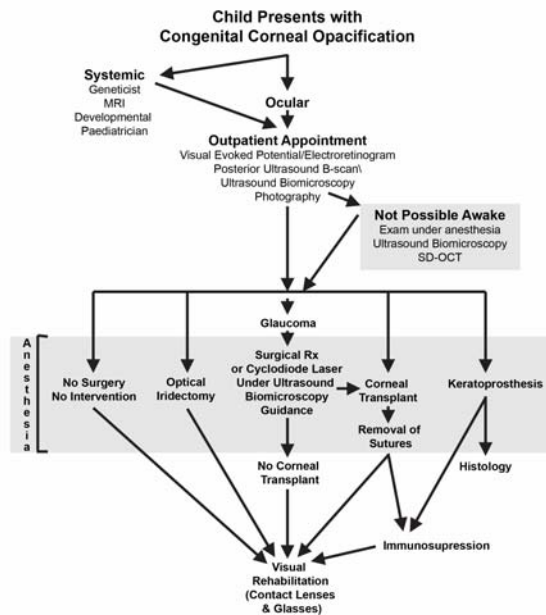 Child Presents with
Congenital Corneal Opacification
Systemic
Geneticist
MRI
Developmental
Paediatrician
Ocular
Outpatient Appointment
Visual Evoked Potential/Electroretinogram
Posterior Ultrasound B-scan\
Ultrasound Biomicroscopy
Photography
Not Possible Awake
Exam under anesthesia
Ultrasound Biomicroscopy
SD-OCT
Glaucoma
Anesthesia
No Surgery
No Intervention
Optical
Iridectomy
Surgical Rx
or Cyclodiode Laser
Under Ultrasound
Biomicroscopy
Guidance
Corneal
Transplant
Removal of
Sutures
Keratoprosthesis
No Corneal
Transplant
Histology
Immunosupression
Visual
Rehabilitation
(Contact Lenses
& Glasses)